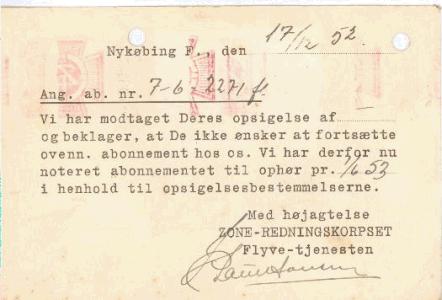 Nykøbing F., den 17/12 52.
Ang. ab. nr. 7-6-2271 f.
Vi har modtaget Deres opsigelse af
og beklager, at De ikke ønsker at fortsætte
ovenn. abonnement hos os. Vi har derfor nu
noteret abonnementet til ophør pr. 1/6 53
i henhold til opsigelsesbestemmelserne.
Med højagtelse
ZONE-REDNINGSKORPSET
Flyve-tjenesten